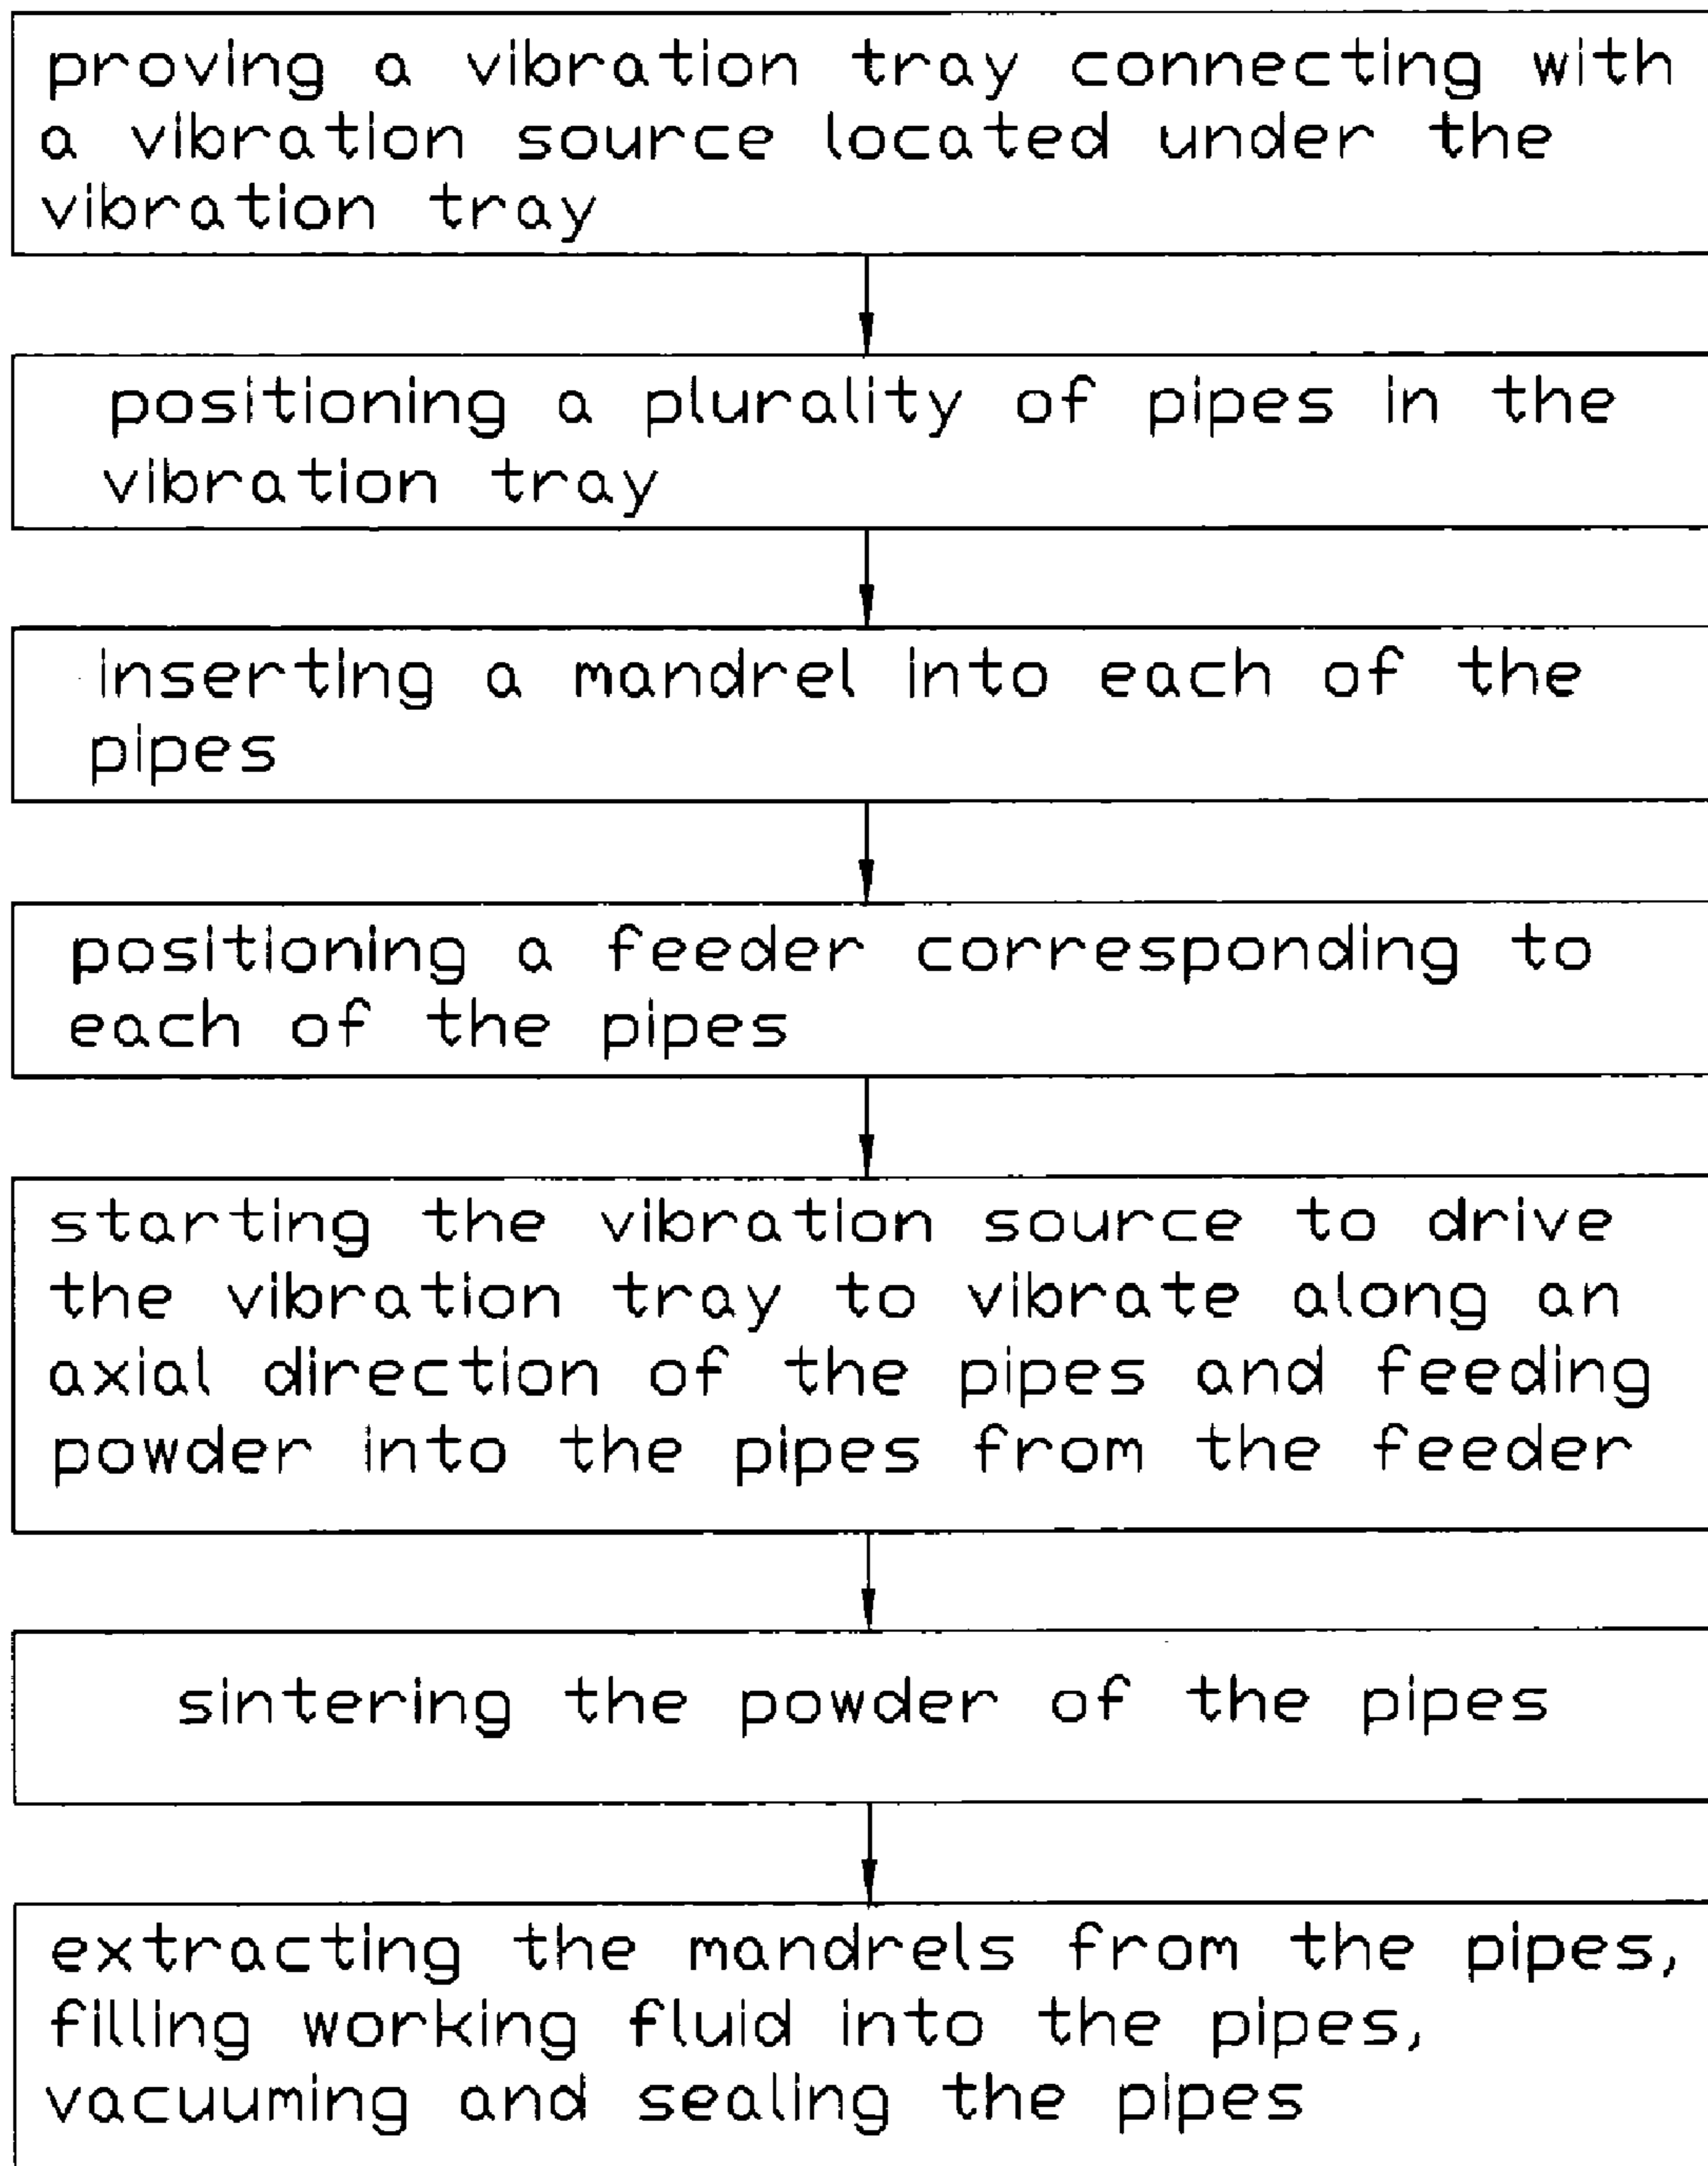 proving a vibration tray connecting with
a vibration source located under the
vibration tray
positioning a plurality of pipes in the
vibration tray
inserting a mandrel into each of the
pipes
positioning a feeder corresponding to
each of the pipes
starting the vibration source to drive
the vibration tray to vibrate along an
axial direction of the pipes and feeding
powder into the pipes from the feeder
sintering the powder of the pipes
extracting the mandrels from the pipes,
filling working fluid into the pipes,
vacuuming and sealing the pipes